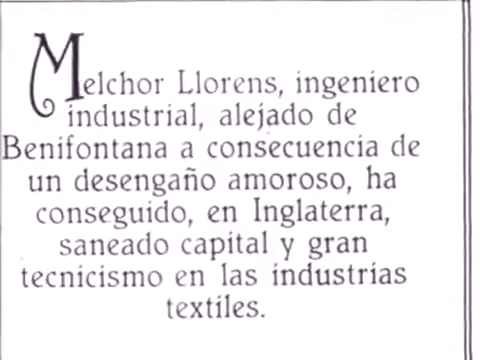 Melchor Llorens, ingeniero
industrial, alejado de
Benifontana a consecuencia de
un desengaño amoroso, ha
conseguido, en Inglaterra,
saneado capital y gran
tecnicismo en las industrias
textiles.